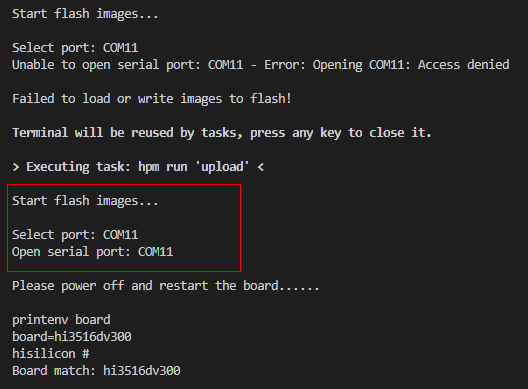 Start flash images...
Select port: COM11
Unable to open serial port: COM11 - Error: Opening COM11: Access denied
Failed to load or write images to flash!
Terminal will be reused by tasks, press any key to close it.
> Executing task: hpm run 'upload' <
Start flash images...
Select port: COM11
Open serial port: COM11
Please power off and restart the board......
printenv board
board=hi3516dv300
hisilicon #
Board match: hi3516dv300